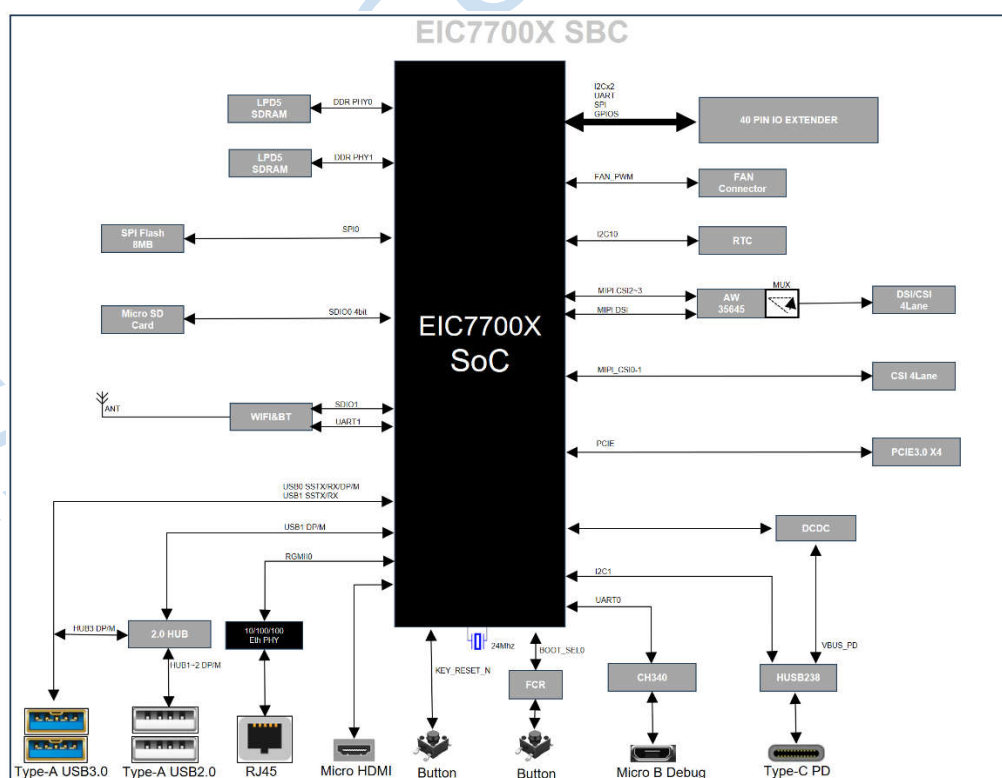 EIC7700X SBC
LPD5
SDRAM
DDR PHY0
I2Cx2
UART
SPI
GPIOS
40 PIN IO EXTENDER
LPD5
SDRAM
DDR PHY1
FAN_PWM
FAN
Connector
SPI Flash
8MB
SPI0
I2C10
RTC
EIC7700X
SoC
MIPI CSI2~3
MIPI DSI
AW
35645
MUX
DSI/CSI
4Lane
Micro SD
Card
SDIO0 4bit
MIPI_CSI0-1
CSI 4Lane
ANT
WIFI&BT
SDIO1
UART1
PCIE
PCIE3.0 X4
USB0 SSTX/RX/DP/M
USB1 SSTX/RX
USB1 DP/M
DCDC
RGMII0
I2C1
UART0
HUB3 DP/M
2.0 HUB
10/100/100
Eth PHY
24Mhz
BOOT_SEL0
VBUS_PD
HUB1~2 DP/M
KEY_RESET_N
FCR
CH340
HUSB238
Type-A USB3.0
Type-A USB2.0
RJ45
Micro HDMI
Button
Button
Micro B Debug
Type-C PD